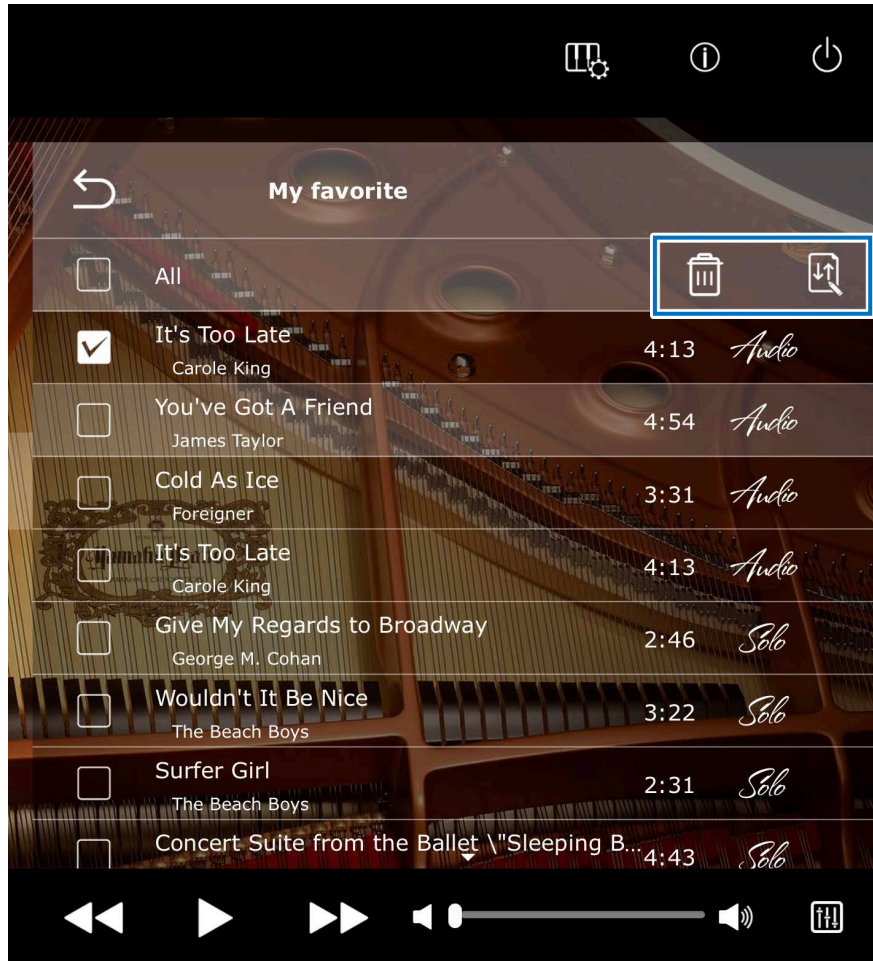 My favorite
All
It's Too Late
4:13 Audio
Carole King
You've Got A Friend
4:54 Audio
James Taylor
Cold As Ice
3:31 Audio
Foreigner
It's Too Late
4:13 Audio
Carole King
Give My Regards to Broadway
2:46 Solo
George M. Cohan
Wouldn't It Be Nice
3:22 Solo
The Beach Boys
Surfer Girl
2:31 Solo
The Beach Boys
Concert Suite from the Ballet \"Sleeping B...
4:43 Solo